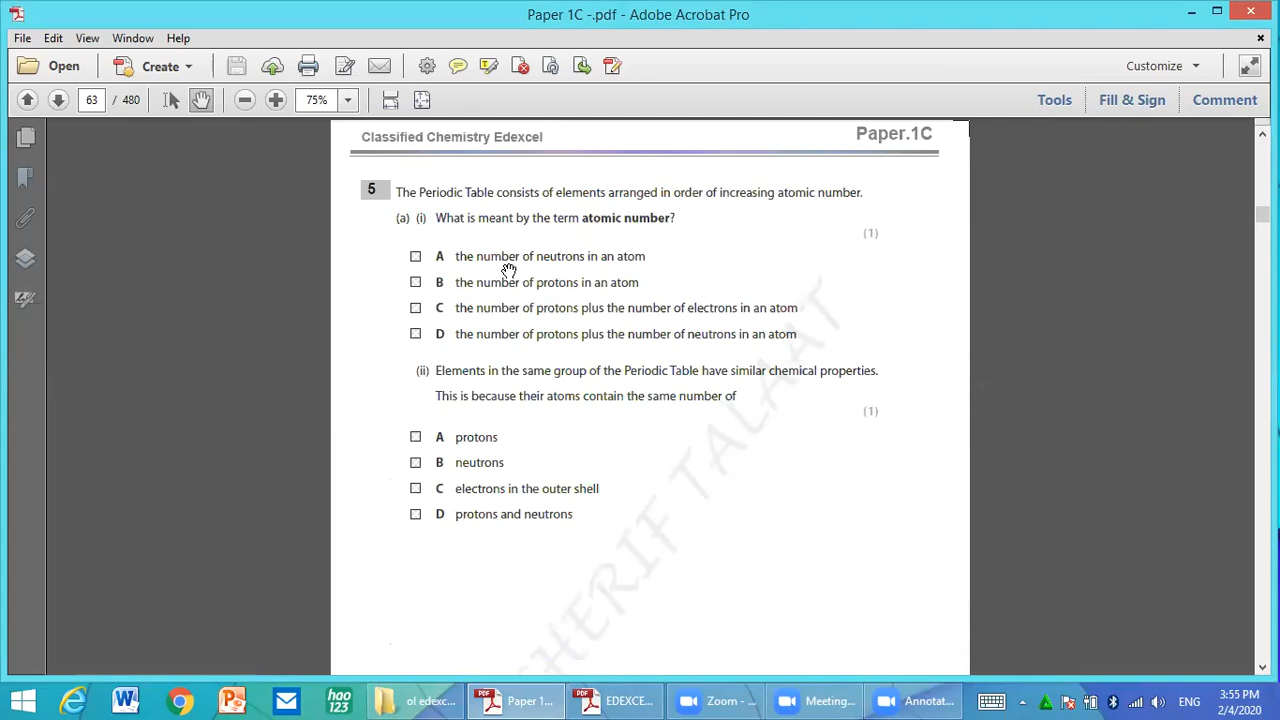 Paper 1C -.pdf - Adobe Acrobat Pro
File Edit View Window Help
Open Create Customize
63 / 480 75% Tools Fill & Sign Comment
Classified Chemistry Edexcel Paper.1C
5 The Periodic Table consists of elements arranged in order of increasing atomic number.
(a) (i) What is meant by the term atomic number?
(1)
A the number of neutrons in an atom
B the number of protons in an atom
C the number of protons plus the number of electrons in an atom
D the number of protons plus the number of neutrons in an atom
(ii) Elements in the same group of the Periodic Table have similar chemical properties.
This is because their atoms contain the same number of
(1)
A protons
B neutrons
C electrons in the outer shell
D protons and neutrons
SHERIF TALAAT
hao 123 ol edexc... Paper 1... EDEXCE... Zoom - ... Meeting... Annotat... ENG 3:55 PM
2/4/2020